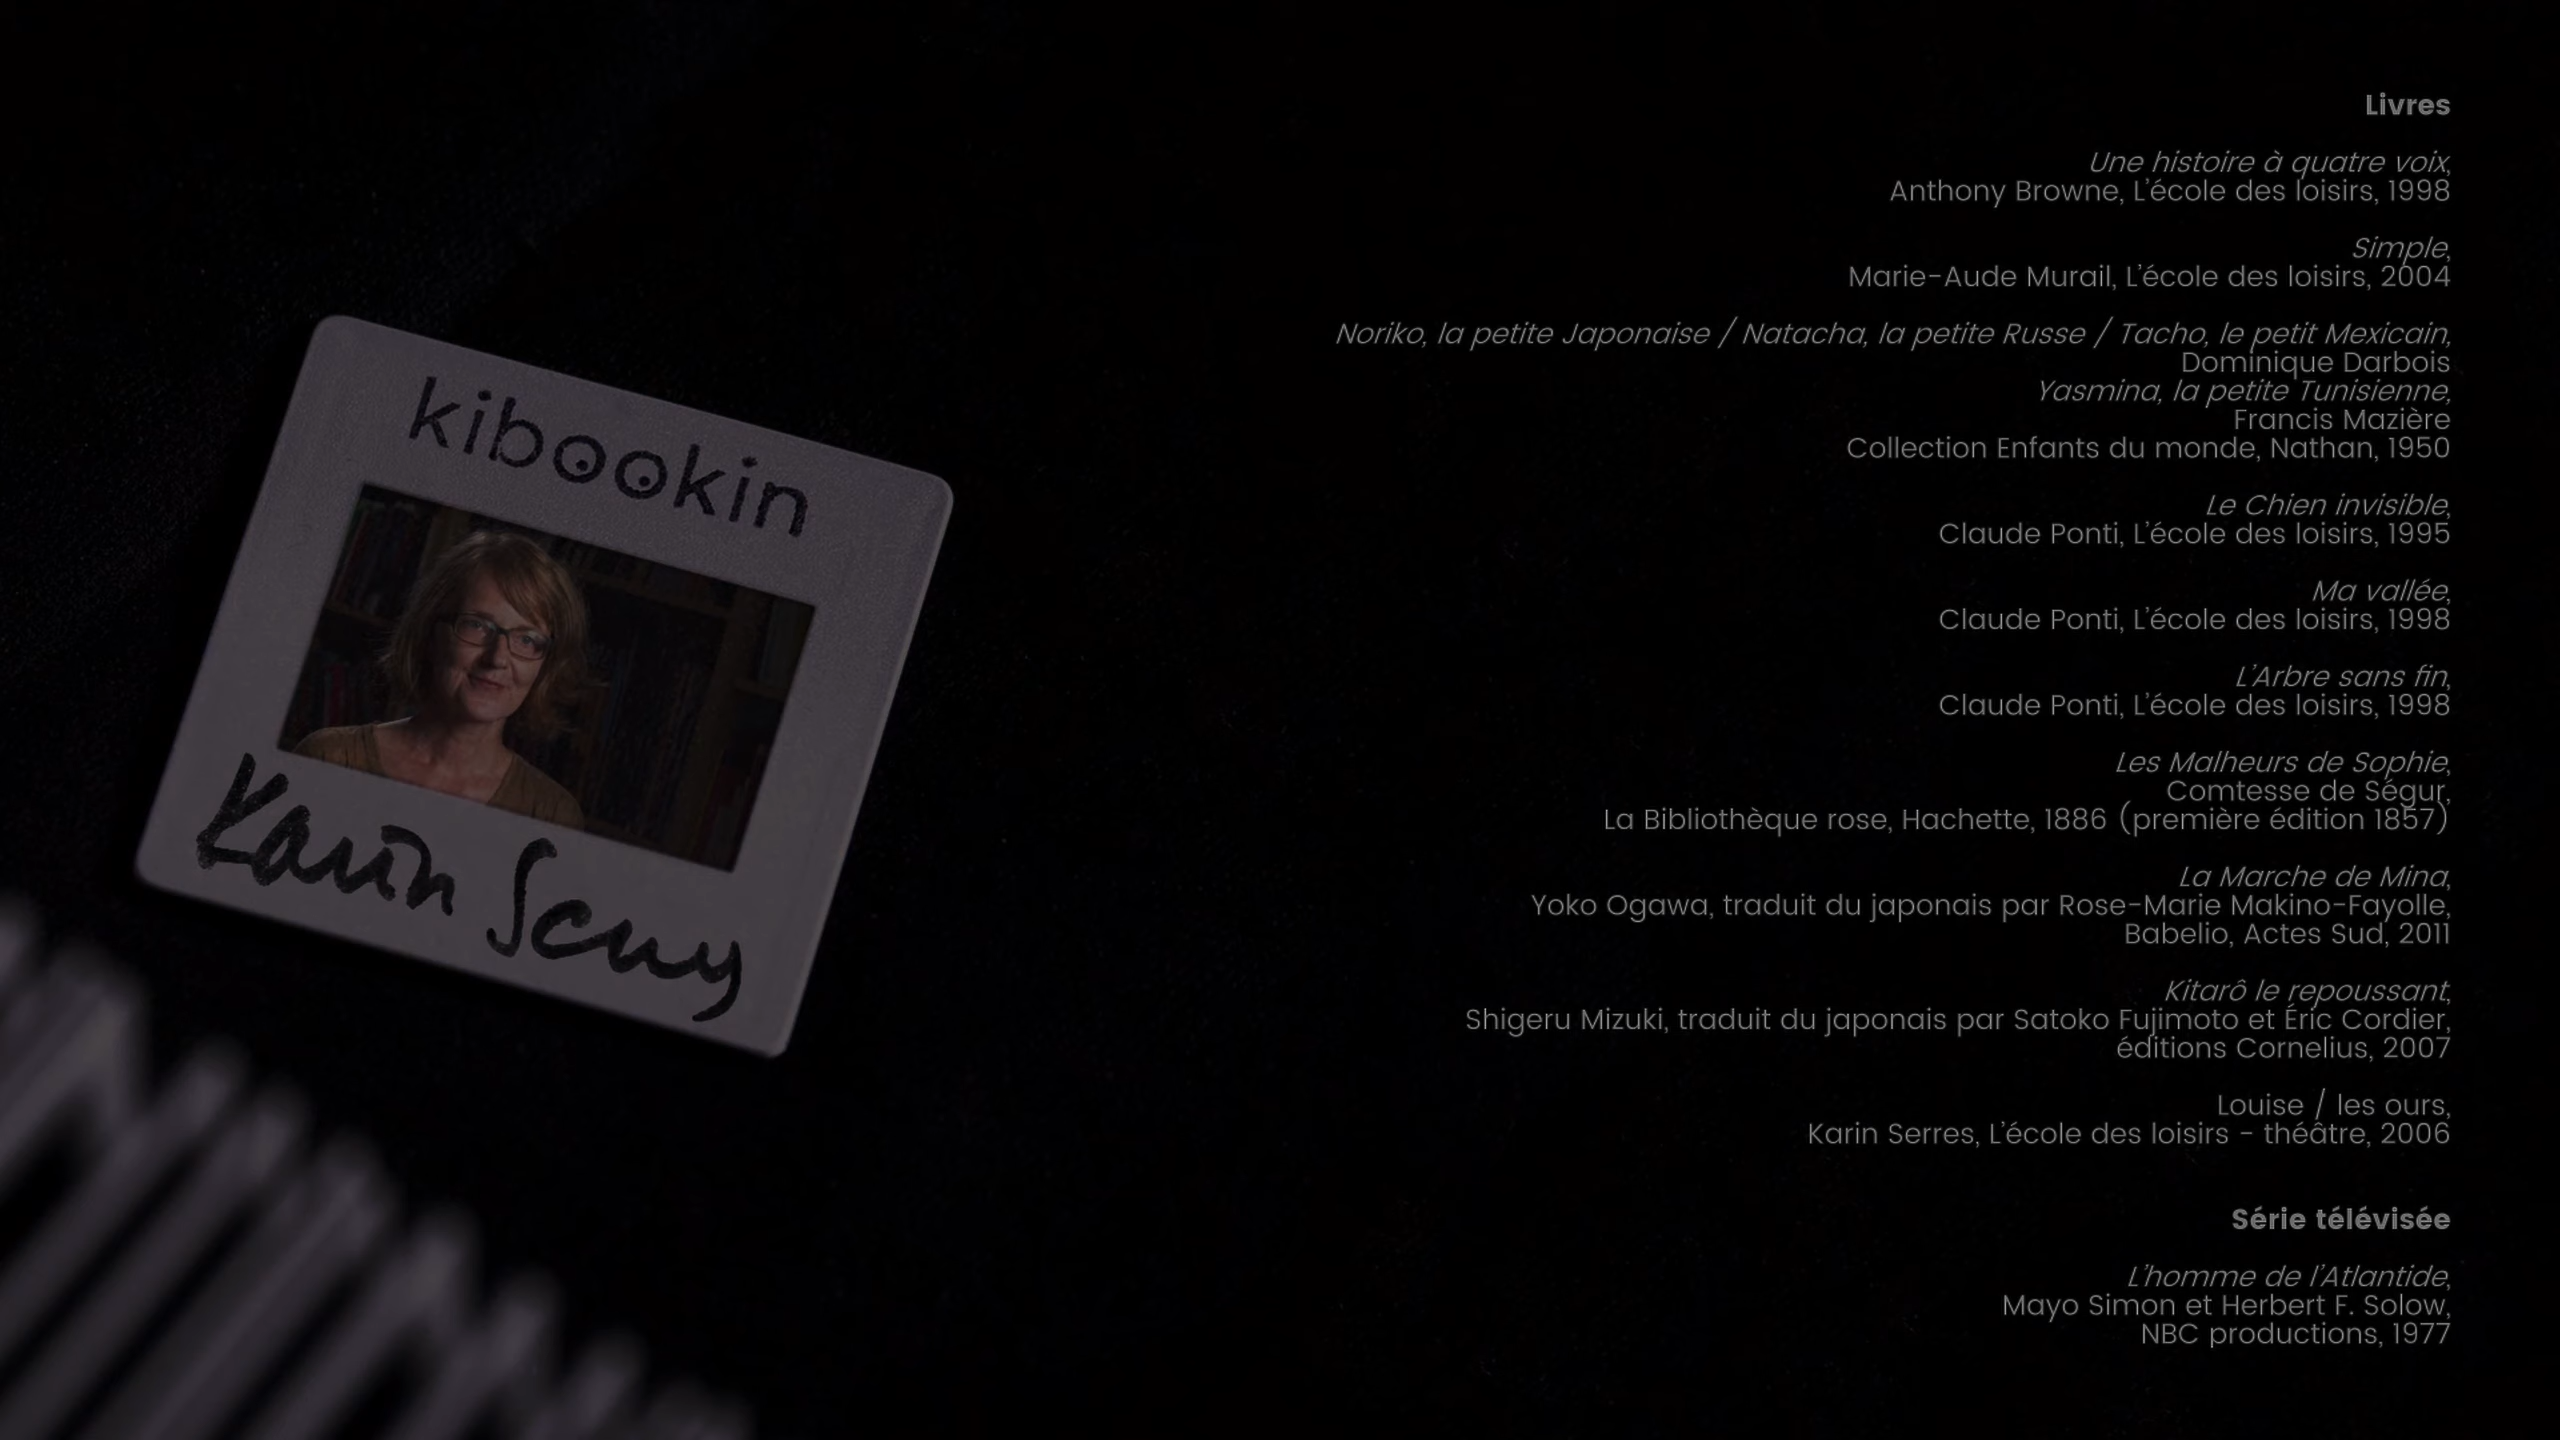 kibookin
Karin Serres
Livres
Une histoire à quatre voix,
Anthony Browne, L'école des loisirs, 1998
Simple,
Marie-Aude Murail, L'école des loisirs, 2004
Noriko, la petite Japonaise / Natacha, la petite Russe / Tacho, le petit Mexicain,
Dominique Darbois
Yasmina, la petite Tunisienne,
Francis Mazière
Collection Enfants du monde, Nathan, 1950
Le Chien invisible,
Claude Ponti, L'école des loisirs, 1995
Ma vallée,
Claude Ponti, L'école des loisirs, 1998
L'Arbre sans fin,
Claude Ponti, L'école des loisirs, 1998
Les Malheurs de Sophie,
Comtesse de Ségur,
La Bibliothèque rose, Hachette, 1886 (première édition 1857)
La Marche de Mina,
Yoko Ogawa, traduit du japonais par Rose-Marie Makino-Fayolle,
Babelio, Actes Sud, 2011
Kitarô le repoussant,
Shigeru Mizuki, traduit du japonais par Satoko Fujimoto et Éric Cordier,
éditions Cornelius, 2007
Louise / les ours,
Karin Serres, L'école des loisirs - théâtre, 2006
Série télévisée
L'homme de l'Atlantide,
Mayo Simon et Herbert F. Solow,
NBC productions, 1977